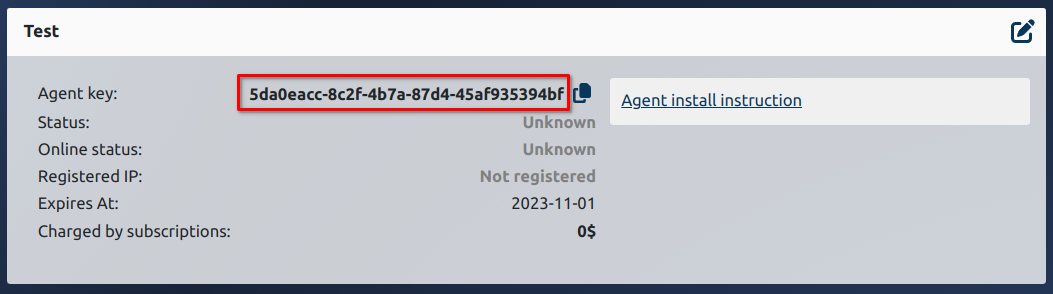 Test
Agent key: 5da0eacc-8c2f-4b7a-87d4-45af935394bf
Agent install instruction
Status: Unknown
Online status: Unknown
Registered IP: Not registered
Expires At: 2023-11-01
Charged by subscriptions: 0$